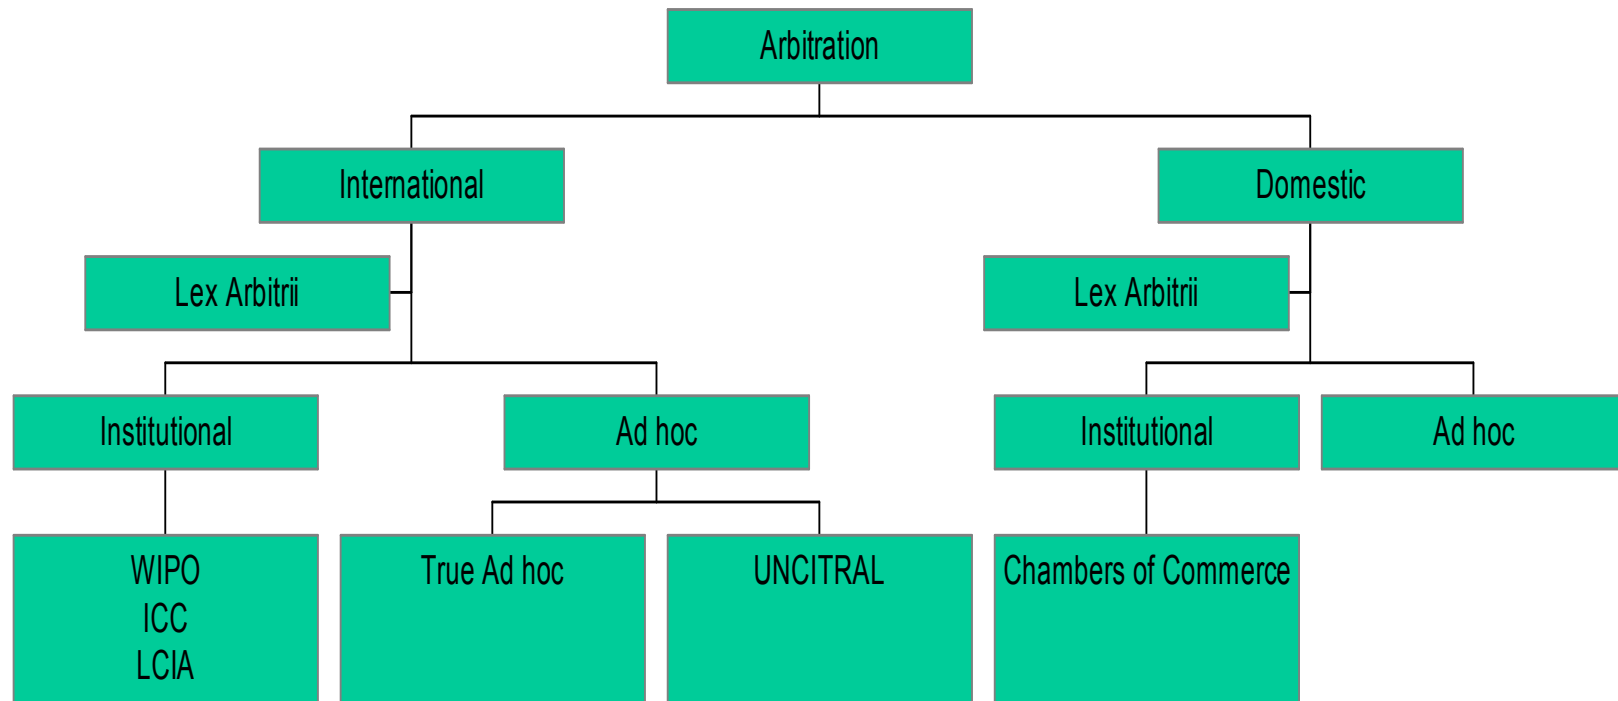 Arbitration
International
Domestic
Lex Arbitrii
Lex Arbitrii
Institutional
Ad hoc
Institutional
Ad hoc
WIPO
ICC
LCIA
True Ad hoc
UNCITRAL
Chambers of Commerce